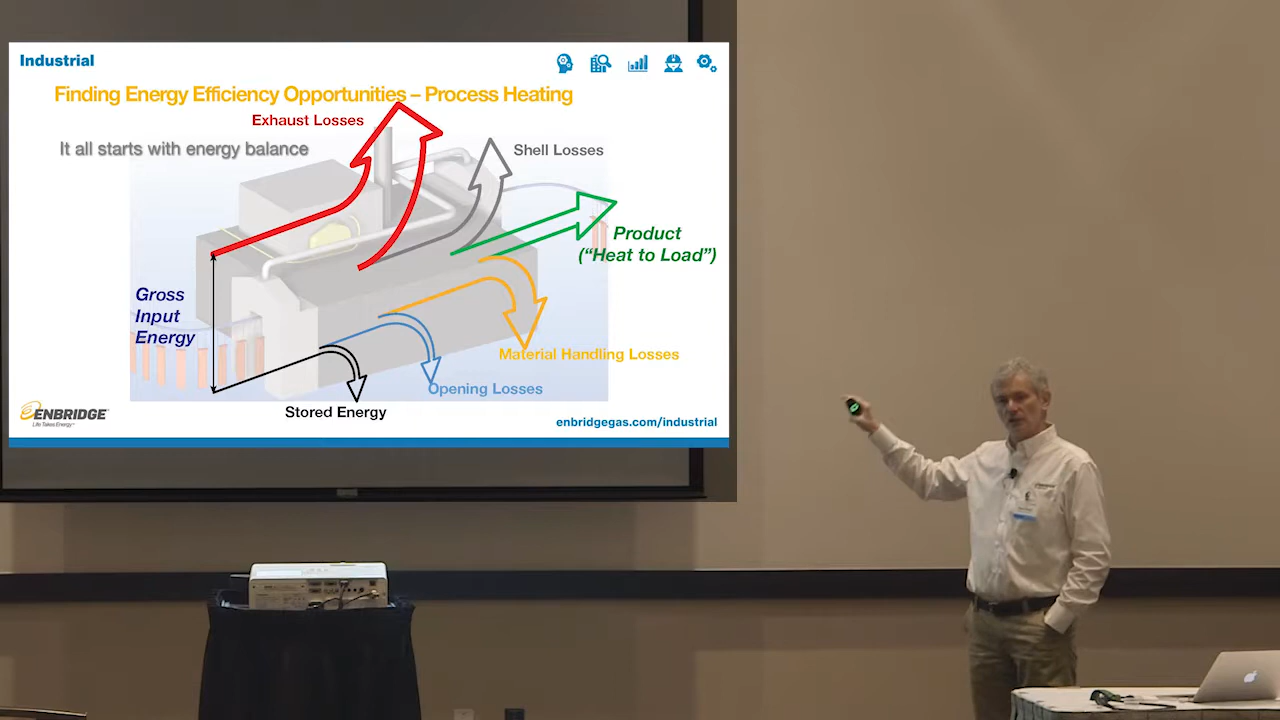 Industrial
Finding Energy Efficiency Opportunities – Process Heating
Exhaust Losses
It all starts with energy balance
Shell Losses
Product
(“Heat to Load”)
Gross
Input
Energy
Material Handling Losses
Opening Losses
Stored Energy
ENBRIDGE
Life Takes Energy™
enbridgegas.com/industrial